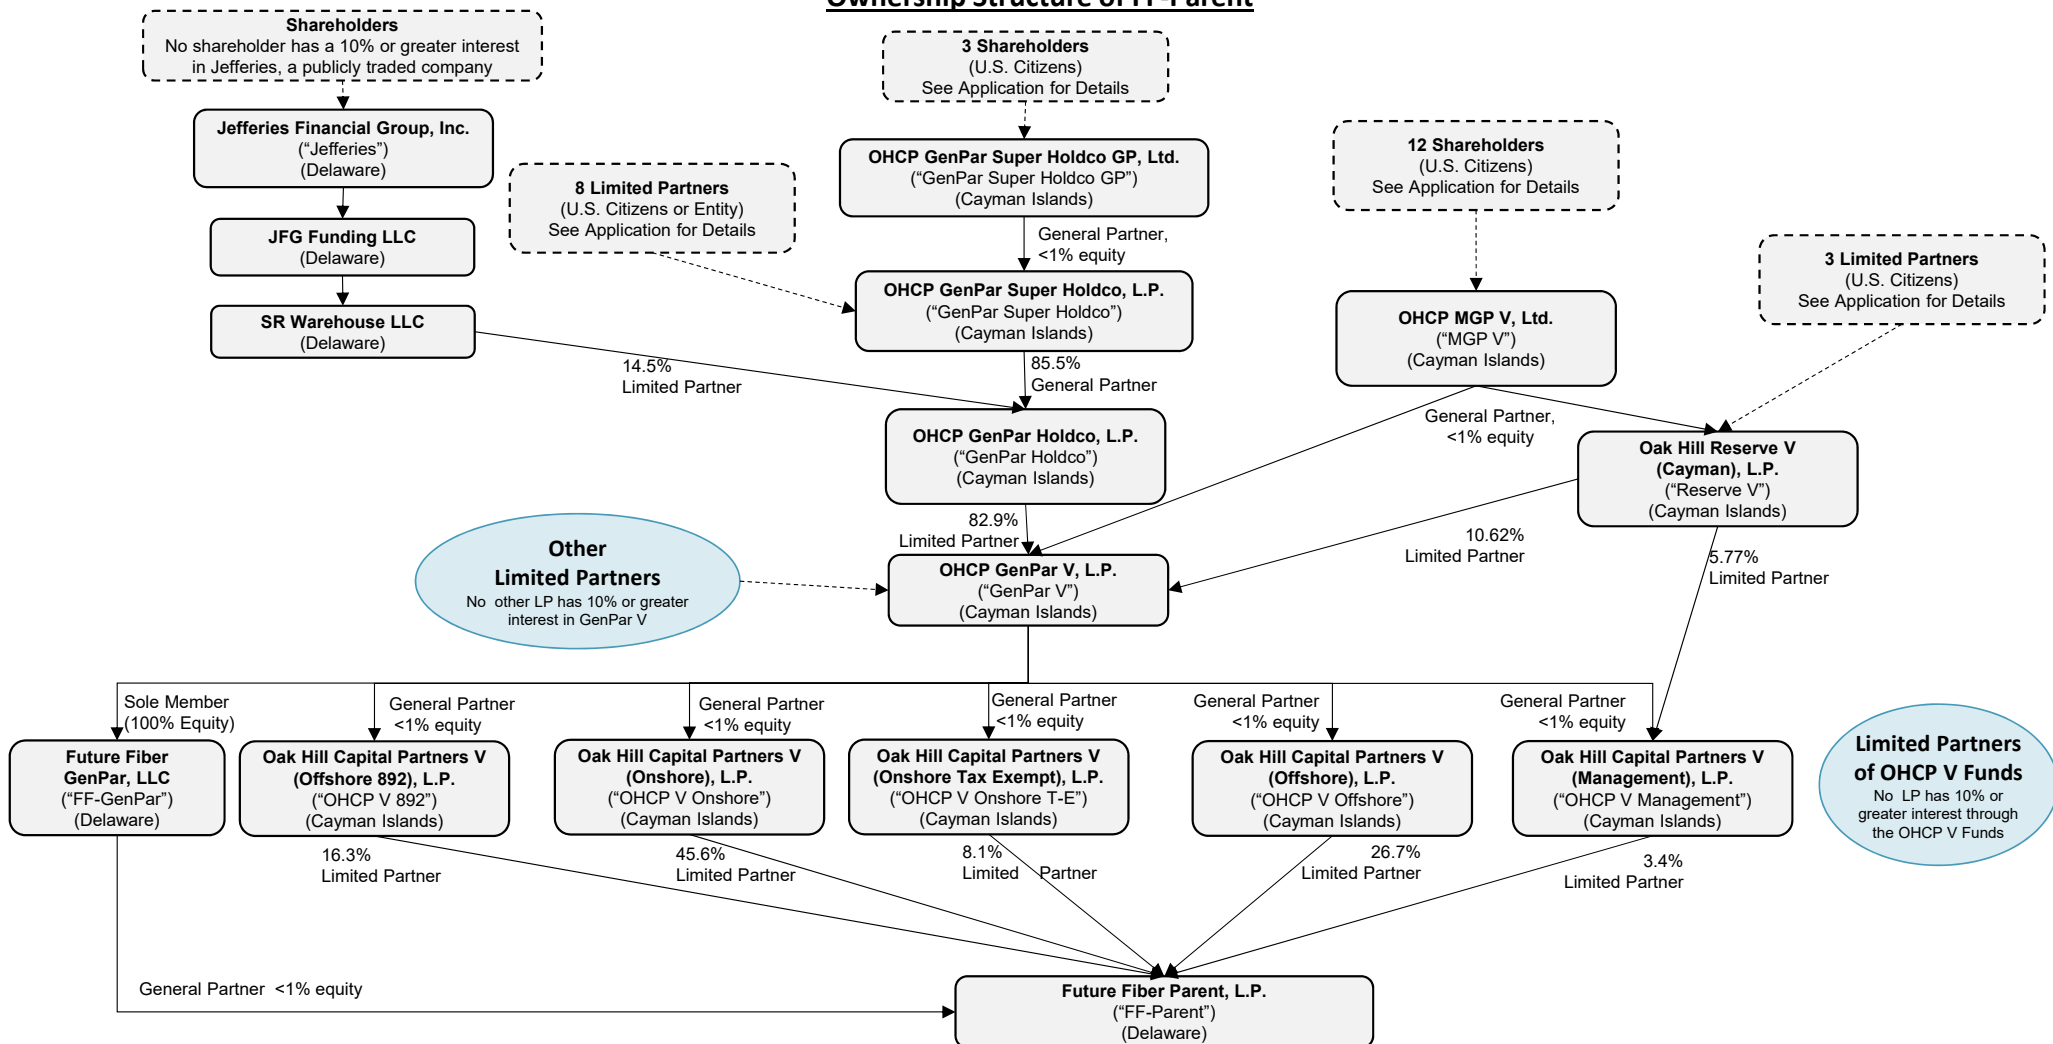 Ownership Structure of FF-Parent
Shareholders
No shareholder has a 10% or greater interest
in Jefferies, a publicly traded company
3 Shareholders
(U.S. Citizens)
See Application for Details
Jefferies Financial Group, Inc.
(“Jefferies”)
(Delaware)
OHCP GenPar Super Holdco GP, Ltd.
(“GenPar Super Holdco GP”)
(Cayman Islands)
12 Shareholders
(U.S. Citizens)
See Application for Details
8 Limited Partners
(U.S. Citizens or Entity)
See Application for Details
JFG Funding LLC
(Delaware)
General Partner,
<1% equity
3 Limited Partners
(U.S. Citizens)
See Application for Details
SR Warehouse LLC
(Delaware)
OHCP GenPar Super Holdco, L.P.
(“GenPar Super Holdco”)
(Cayman Islands)
OHCP MGP V, Ltd.
(“MGP V”)
(Cayman Islands)
14.5%
Limited Partner
85.5%
General Partner
General Partner,
<1% equity
OHCP GenPar Holdco, L.P.
(“GenPar Holdco”)
(Cayman Islands)
Oak Hill Reserve V
(Cayman), L.P.
(“Reserve V”)
(Cayman Islands)
82.9%
Limited Partner
10.62%
Limited Partner
5.77%
Limited Partner
Other
Limited Partners
No other LP has 10% or greater
interest in GenPar V
OHCP GenPar V, L.P.
(“GenPar V”)
(Cayman Islands)
Sole Member
(100% Equity)
General Partner
<1% equity
General Partner
<1% equity
General Partner
<1% equity
General Partner
<1% equity
General Partner
<1% equity
Future Fiber
GenPar, LLC
(“FF-GenPar”)
(Delaware)
Oak Hill Capital Partners V
(Offshore 892), L.P.
(“OHCP V 892”)
(Cayman Islands)
Oak Hill Capital Partners V
(Onshore), L.P.
(“OHCP V Onshore”)
(Cayman Islands)
Oak Hill Capital Partners V
(Onshore Tax Exempt), L.P.
(“OHCP V Onshore T-E”)
(Cayman Islands)
Oak Hill Capital Partners V
(Offshore), L.P.
(“OHCP V Offshore”)
(Cayman Islands)
Oak Hill Capital Partners V
(Management), L.P.
(“OHCP V Management”)
(Cayman Islands)
Limited Partners
of OHCP V Funds
No LP has 10% or
greater interest through
the OHCP V Funds
16.3%
Limited Partner
45.6%
Limited Partner
8.1%
Limited Partner
26.7%
Limited Partner
3.4%
Limited Partner
General Partner <1% equity
Future Fiber Parent, L.P.
(“FF-Parent”)
(Delaware)